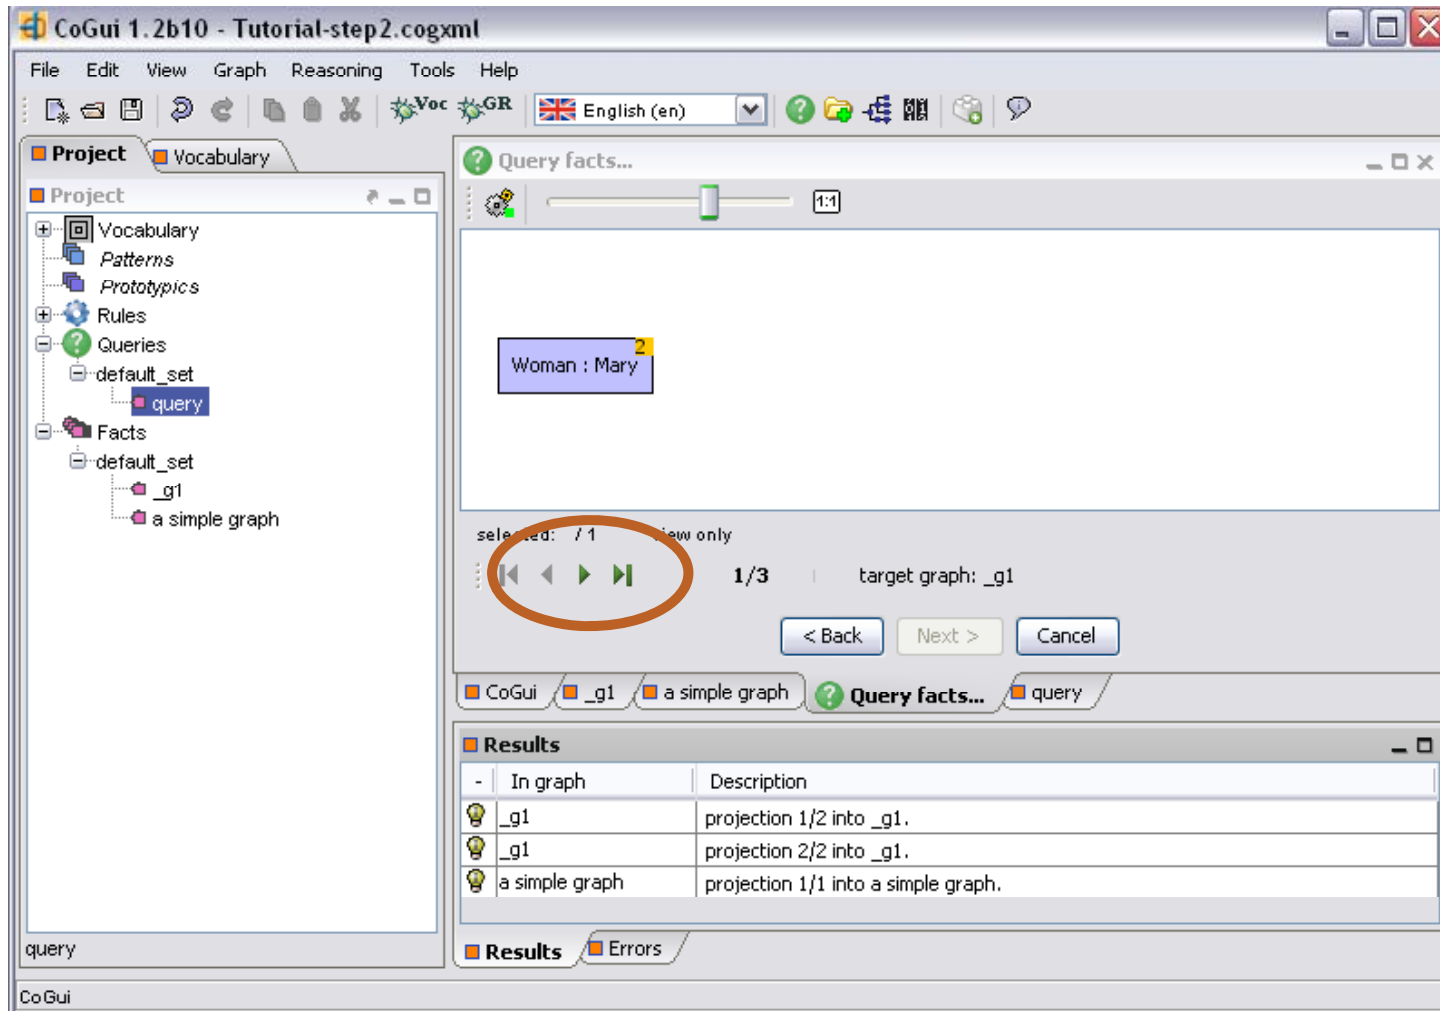 CoGui 1.2b10 - Tutorial-step2.cogxml
File Edit View Graph Reasoning Tools Help
Voc GR English (en)
Project Vocabulary
Project
Vocabulary
Patterns
Prototypics
Rules
Queries
default_set
query
Facts
default_set
_g1
a simple graph
query
Query facts...
1:1
Woman : Mary 2
selected: / 1 view only
1/3 target graph: _g1
< Back Next > Cancel
CoGui _g1 a simple graph Query facts... query
Results
- In graph Description
_g1 projection 1/2 into _g1.
_g1 projection 2/2 into _g1.
a simple graph projection 1/1 into a simple graph.
Results Errors
CoGui